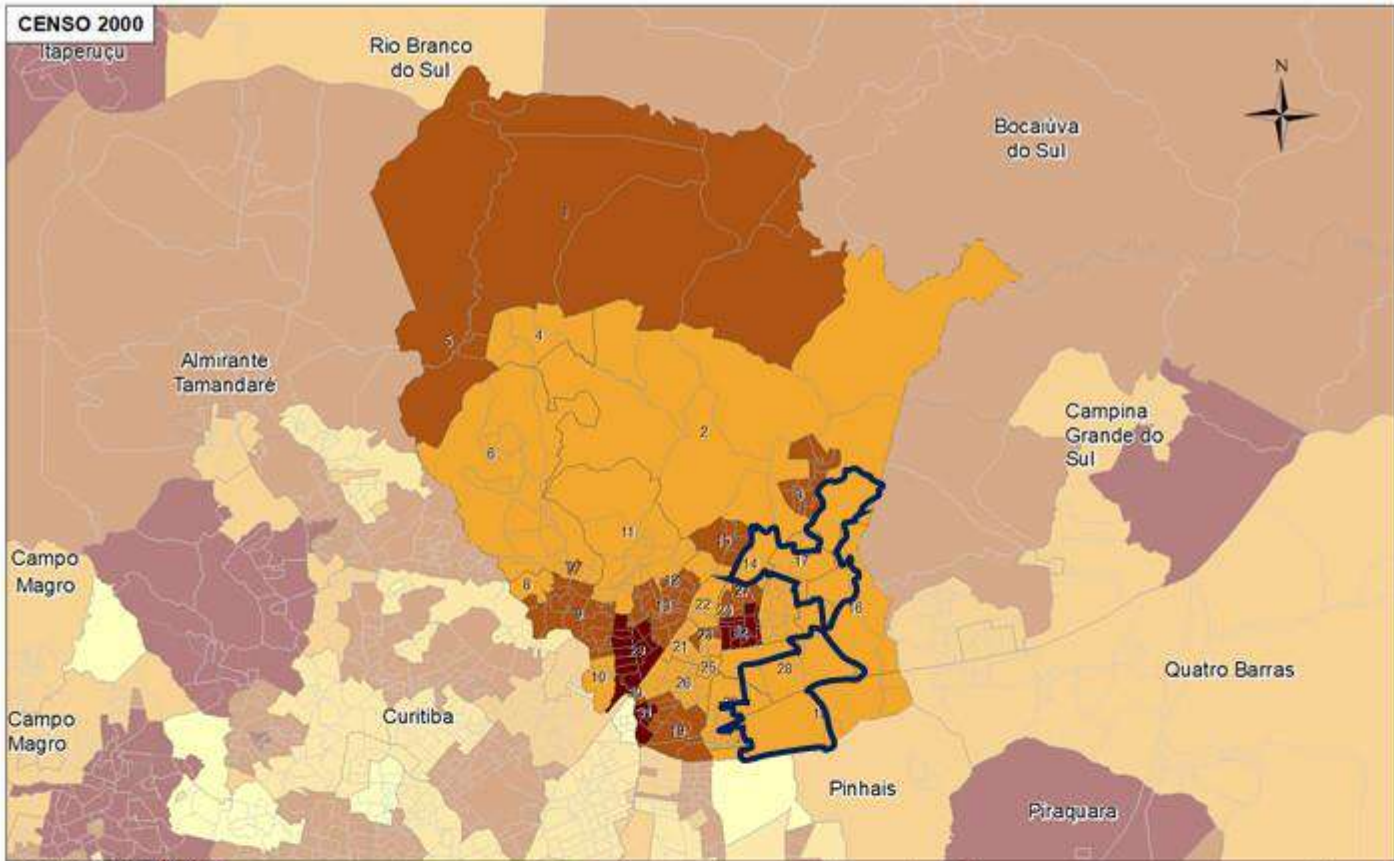 CENSO 2000
Itaperuçu
Rio Branco
do Sul
N
Bocaiúva
do Sul
1
5
4
Almirante
Tamandaré
2
6
3
Campina
Grande do
Sul
11
15
14
17
Campo
Magro
8
9
22
16
21
25
28
10
26
Quatro Barras
Campo
Magro
Curitiba
19
Pinhais
Piraquara